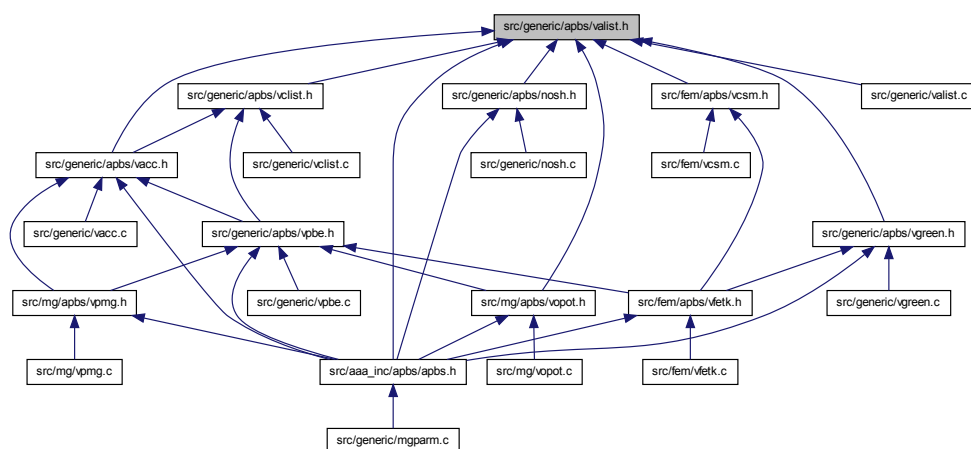 src/generic/apbs/valist.h
src/generic/apbs/vclist.h
src/generic/apbs/nosh.h
src/fem/apbs/vcsm.h
src/generic/valist.c
src/generic/apbs/vacc.h
src/generic/vclist.c
src/generic/nosh.c
src/fem/vcsm.c
src/generic/vacc.c
src/generic/apbs/vpbe.h
src/generic/apbs/vgreen.h
src/mg/apbs/vpmg.h
src/generic/vpbe.c
src/mg/apbs/vopot.h
src/fem/apbs/vfetk.h
src/generic/vgreen.c
src/mg/vpmg.c
src/aaa_inc/apbs/apbs.h
src/mg/vopot.c
src/fem/vfetk.c
src/generic/mgparm.c